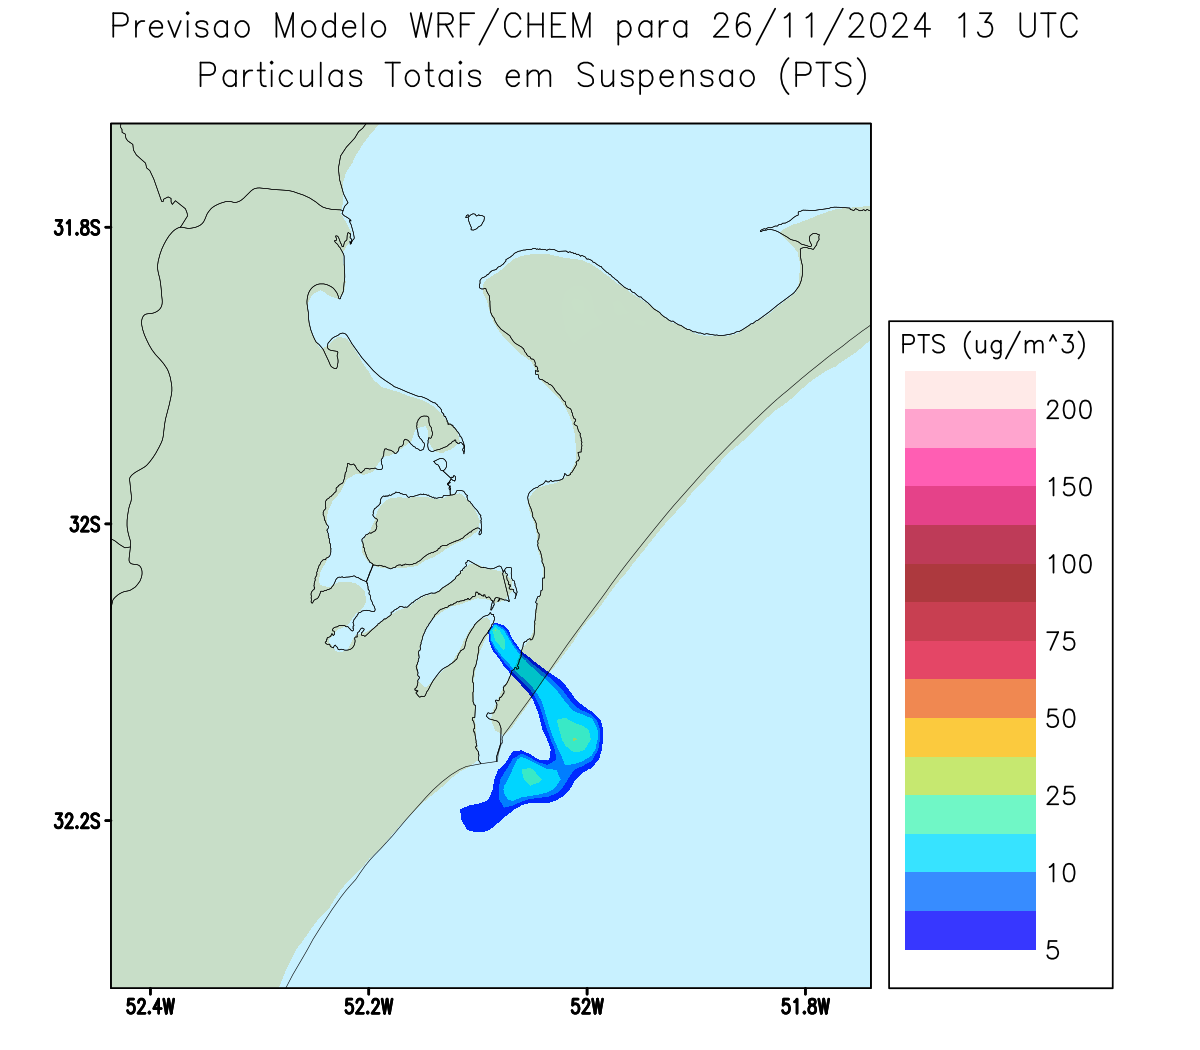 Previsao Modelo WRF/CHEM para 26/11/2024 13 UTC
Particulas Totais em Suspensao (PTS)
31.8S
32S
32.2S
52.4W
52.2W
52W
51.8W
PTS (ug/m^3)
200
150
100
75
50
25
10
5